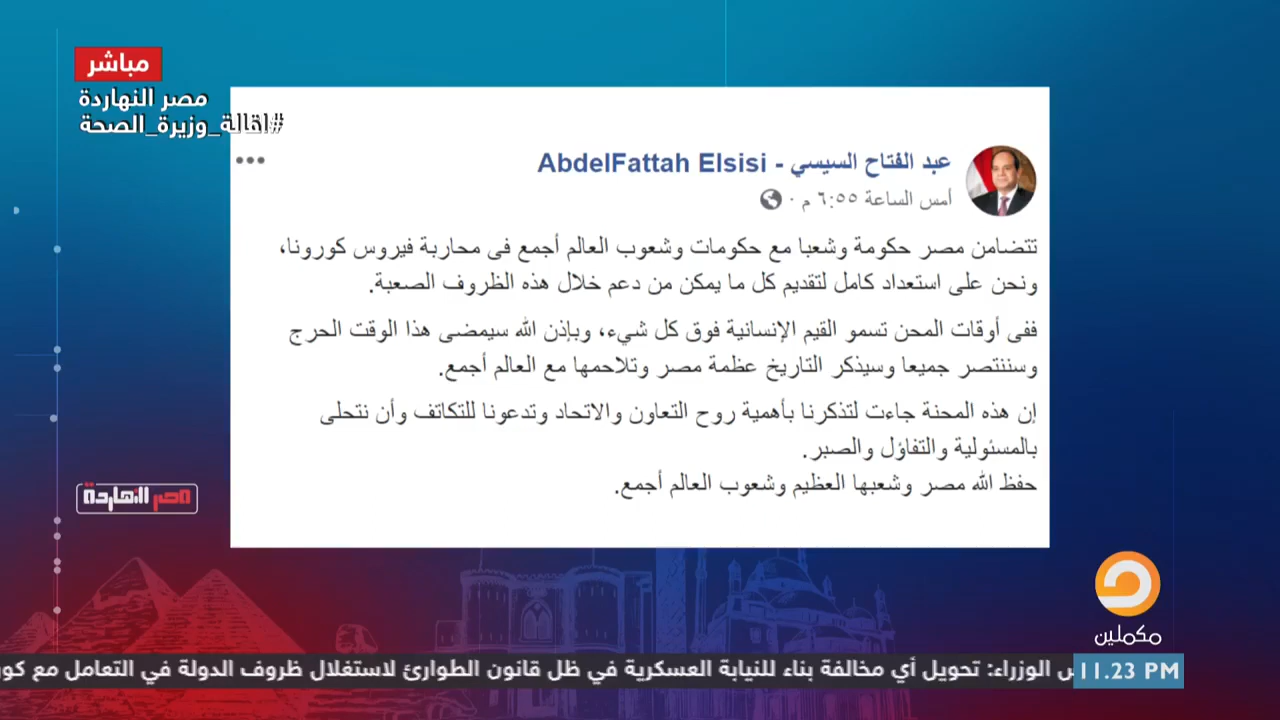 مباشر
مصر النهاردة
#اقالة_وزيرة_الصحة
عبد الفتاح السيسي - AbdelFattah Elsisi
أمس الساعة ٦:٥٥ م ·
تتضامن مصر حكومة وشعبا مع حكومات وشعوب العالم أجمع فى محاربة فيروس كورونا،
ونحن على استعداد كامل لتقديم كل ما يمكن من دعم خلال هذه الظروف الصعبة.
ففى أوقات المحن تسمو القيم الإنسانية فوق كل شيء، وبإذن الله سيمضى هذا الوقت الحرج
وسننتصر جميعا وسيذكر التاريخ عظمة مصر وتلاحمها مع العالم أجمع.
إن هذه المحنة جاءت لتذكرنا بأهمية روح التعاون والاتحاد وتدعونا للتكاتف وأن نتحلى
بالمسئولية والتفاؤل والصبر.
حفظ الله مصر وشعبها العظيم وشعوب العالم أجمع.
مصر النهاردة
مكملين
الوزراء: تحويل أي مخالفة بناء للنيابة العسكرية في ظل قانون الطوارئ لاستغلال ظروف الدولة في التعامل مع
11.23 PM